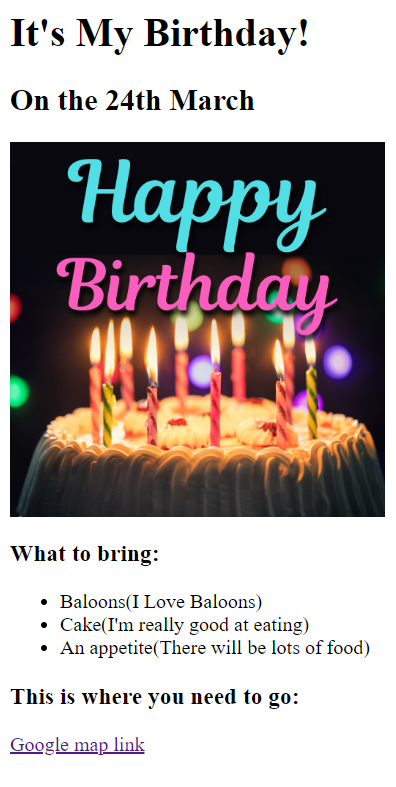 It's My Birthday!
On the 24th March
Happy
Birthday
What to bring:
Baloons(I Love Baloons)
Cake(I'm really good at eating)
An appetite(There will be lots of food)
This is where you need to go:
Google map link